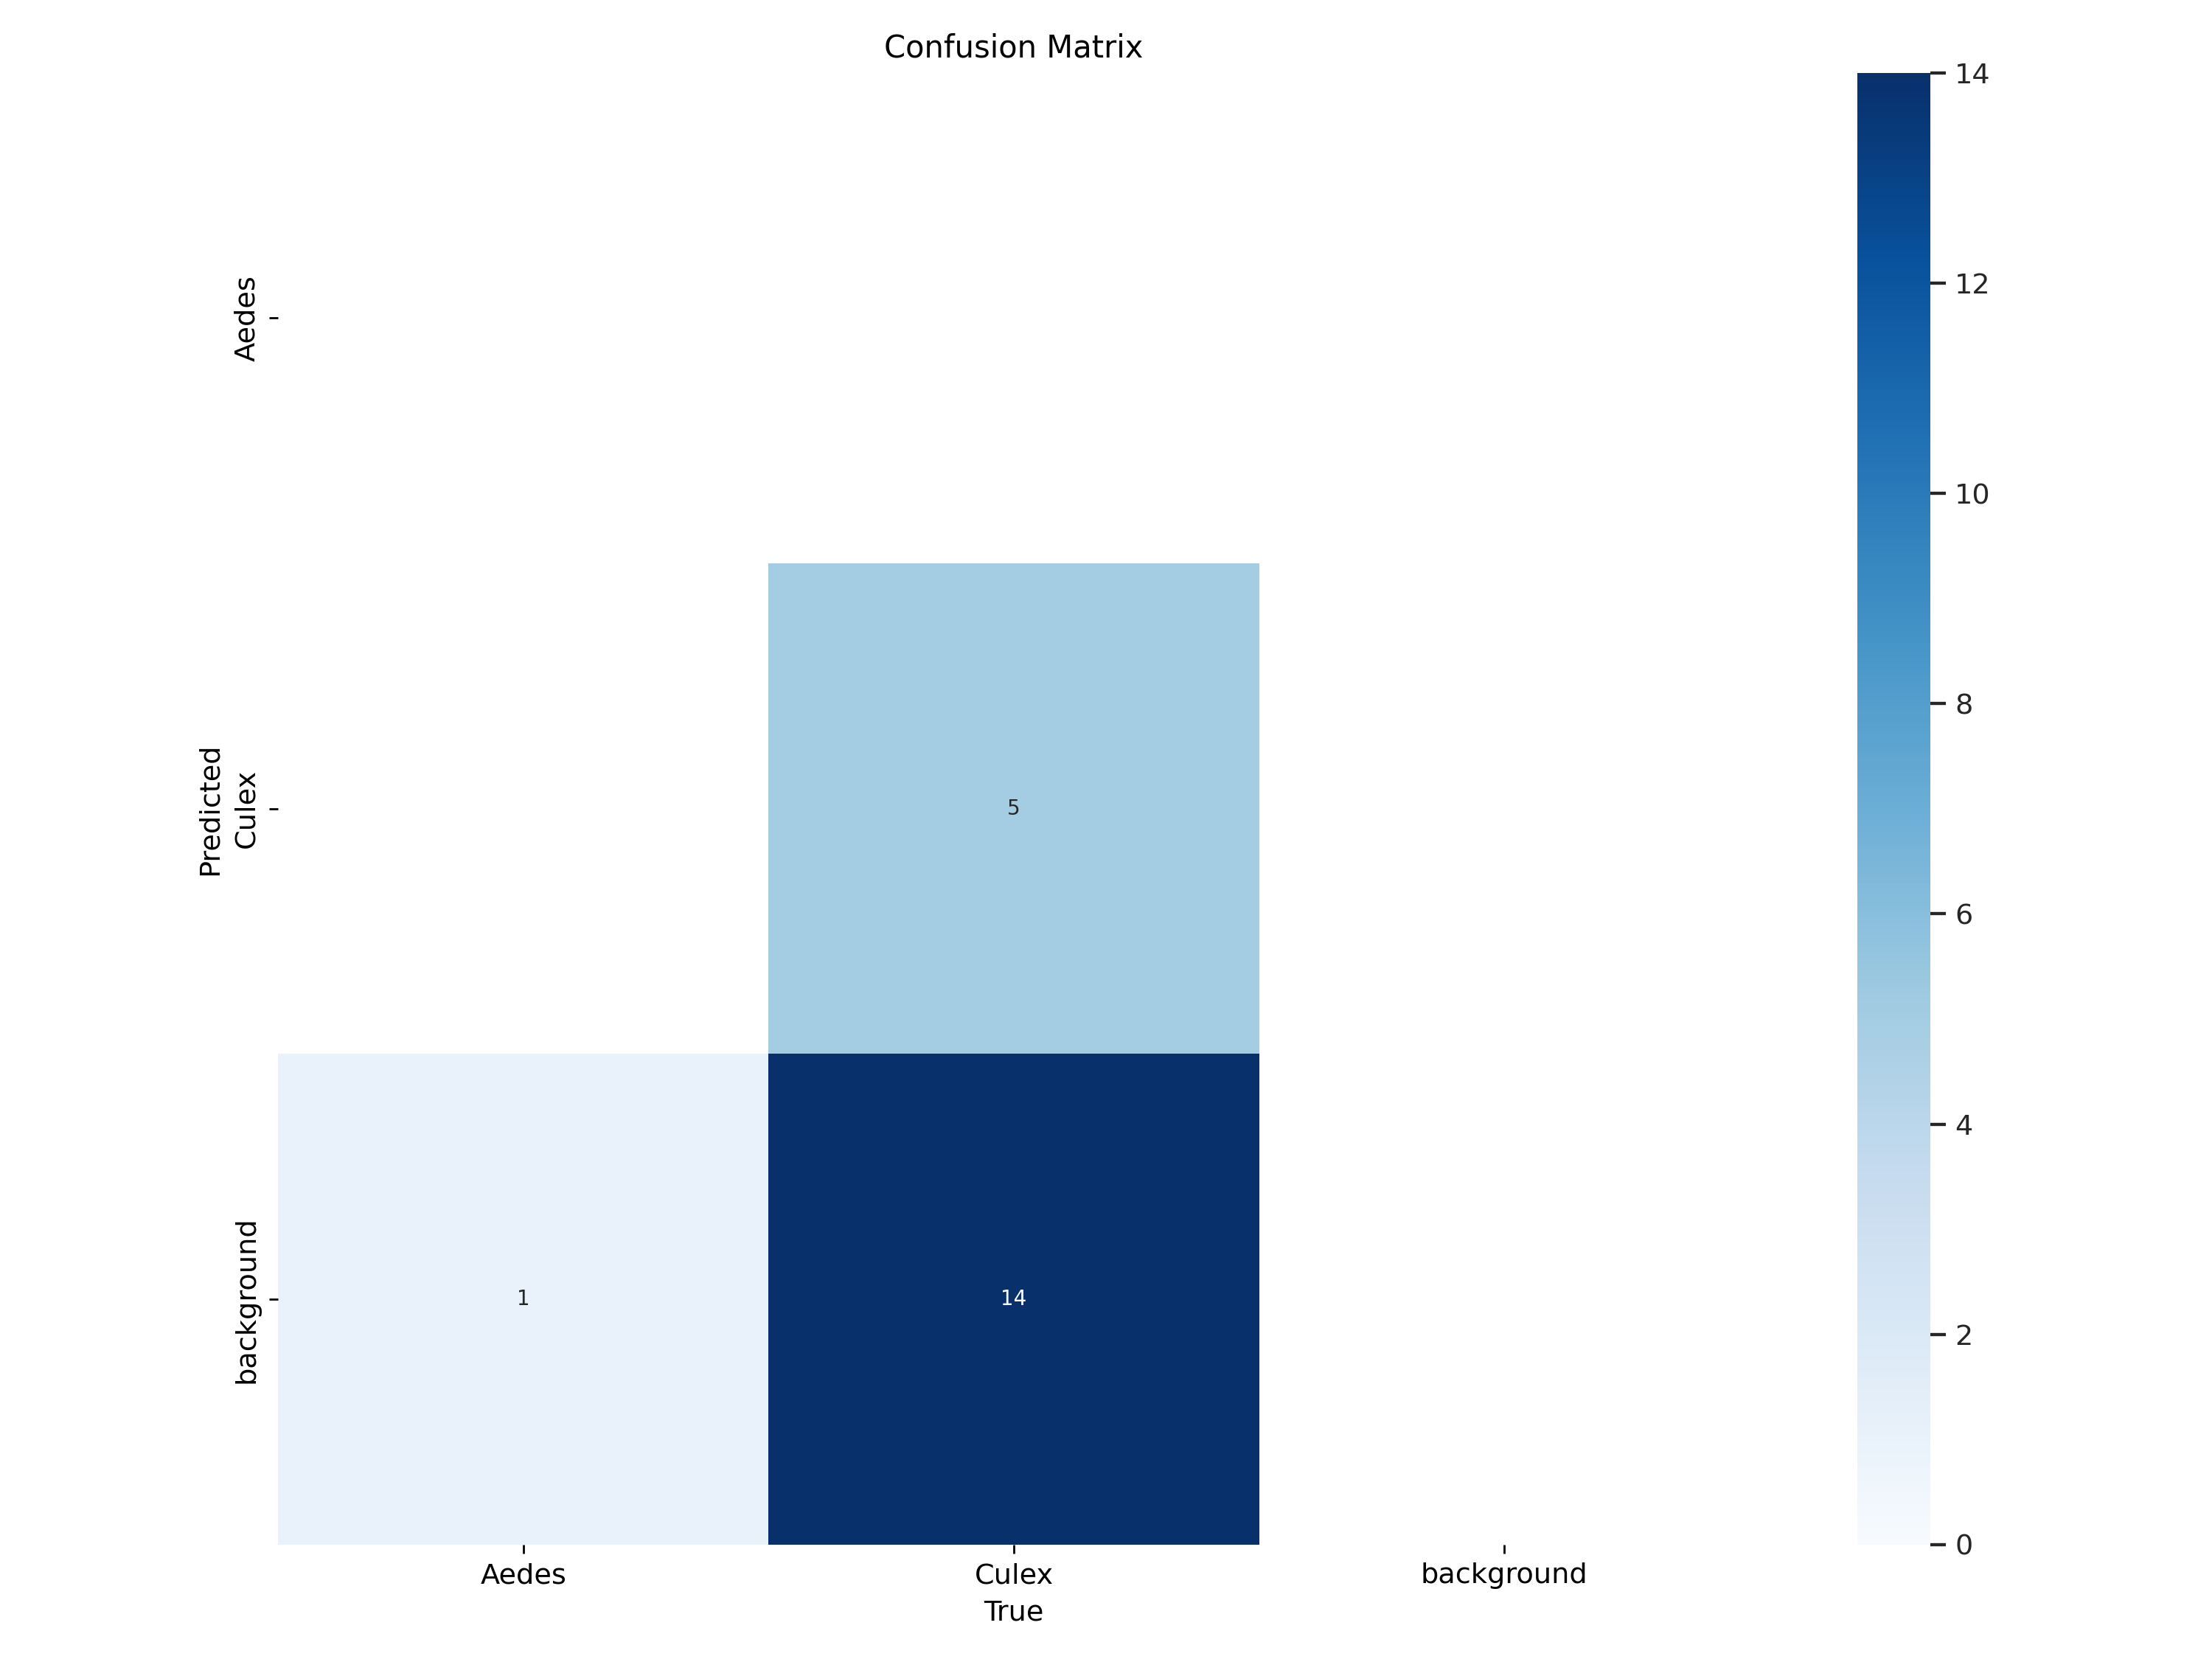 Confusion Matrix
14
12
10
8
6
4
2
0
Predicted
Aedes
Culex
background
5
1
14
Aedes
Culex
background
True